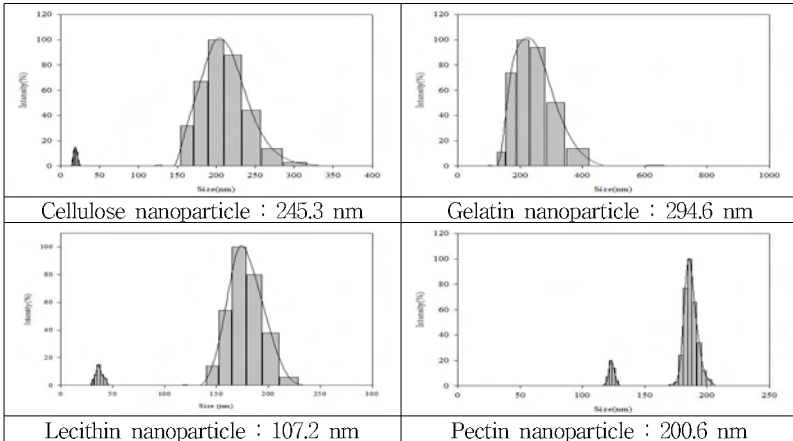 120
100
80
60
40
20
0
Intensity(%)
0 50 100 150 200 250 300 350 400
Size(nm)
120
100
80
60
40
20
0
Intensity(%)
0 200 400 600 800 1000
Size(nm)
Cellulose nanoparticle : 245.3 nm
Gelatin nanoparticle : 294.6 nm
100
80
60
40
20
0
Intensity(%)
0 50 100 150 200 250 300
Size (nm)
120
100
80
60
40
20
0
Intensity(%)
0 50 100 150 200 250
Size(nm)
Lecithin nanoparticle : 107.2 nm
Pectin nanoparticle : 200.6 nm